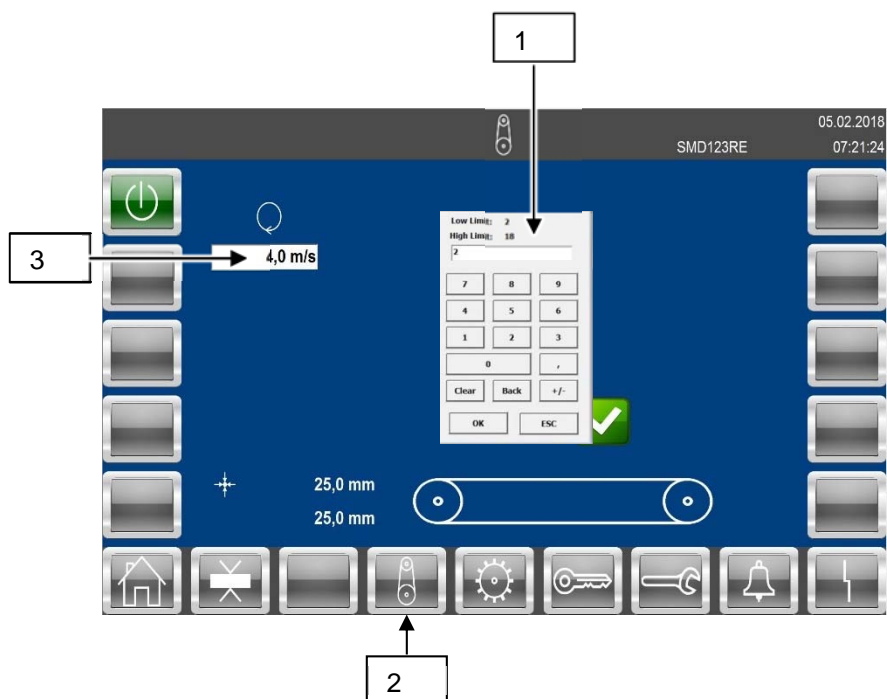 1
05.02.2018
SMD123RE 07:21:24
Low Limit: 2
High Limit: 18
2
3
4,0 m/s
7 8 9
4 5 6
1 2 3
0 ,
Clear Back +/-
OK ESC
25,0 mm
25,0 mm
2